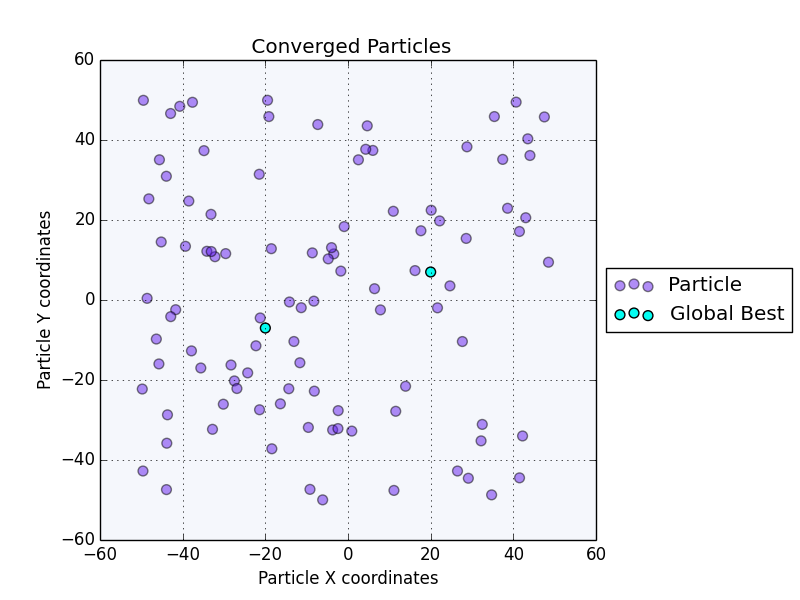 Converged Particles
60
40
20
0
−20
−40
−60
−60
−40
−20
0
20
40
60
Particle Y coordinates
Particle X coordinates
Particle
Global Best